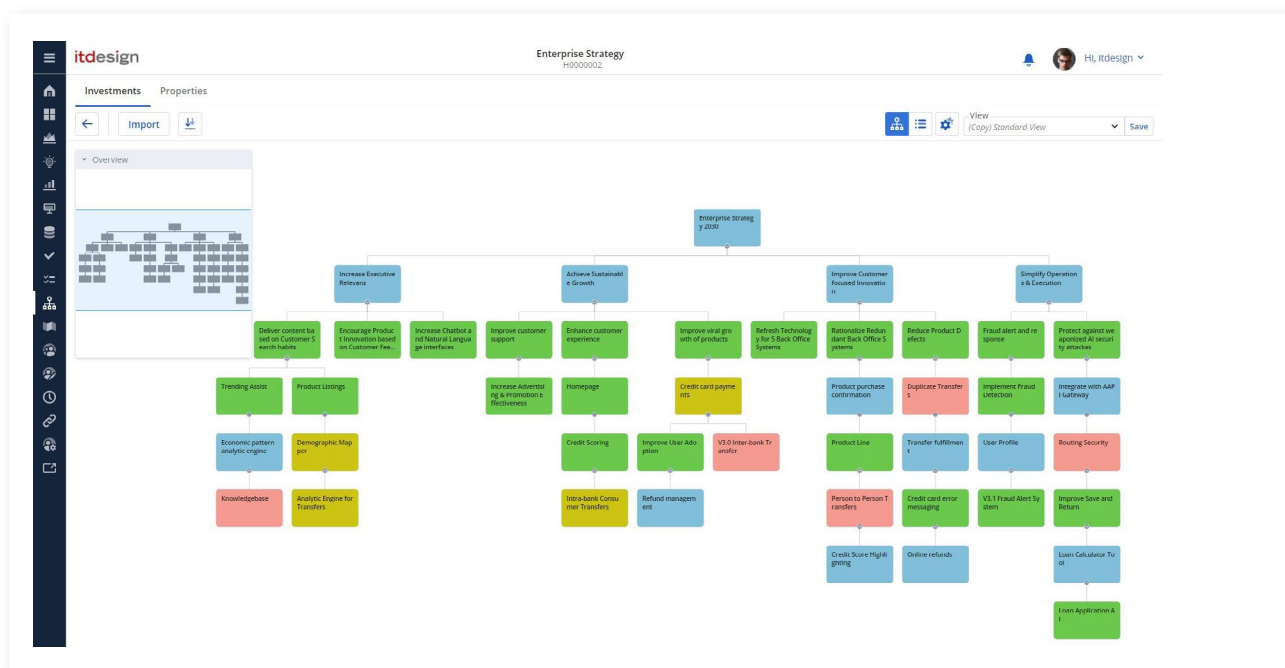 itdesign
Enterprise Strategy
H0000002
Hi, itdesign
Investments
Properties
Import
View
(Copy) Standard View
Save
Overview
Enterprise Strateg
y 2030
Increase Executive
Relevanz
Achieve Sustainabl
e Growth
Improve Customer
focused Innovatio
n
Simplify Operation
s & Execution
Deliver content ba
sed on Customer S
earch habits
Encourage Produc
t Innovation based
on Customer Fee...
Increase Chatbot a
nd Natural Langua
ge interfaces
Improve customer
support
Enhance customer
experience
Improve viral gro
wth of products
Refresh Technolog
y for 5 Back Office
Systems
Rationalize Redun
dant Back Office S
ystems
Reduce Product D
efects
Fraud alert and re
sponse
Protect against we
aponized AI securi
ty attackes
Trending Assist
Product Listings
Increase Advertisi
ng & Promotion E
ffectiveness
Homepage
Credit card payme
nts
Product purchase
confirmation
Duplicate Transfer
s
Implement Fraud
Detection
Integrate with AAP
I Gateway
Economic pattern
analytic engine
Demographic Map
per
Credit Scoring
Improve User Ado
ption
V3.0 Inter-bank Tr
ansfer
Product Line
Transfer fulfillmen
t
User Profile
Routing Security
Knowledgebase
Analytic Engine for
Transfers
Intra-bank Consu
mer Transfers
Refund managem
ent
Person to Person T
ransfers
Credit card error
messaging
V3.1 Fraud Alert Sy
stem
Improve Save and
Return
Credit Score Highli
ghting
Online refunds
Loan Calculator To
ol
Loan Application A
I